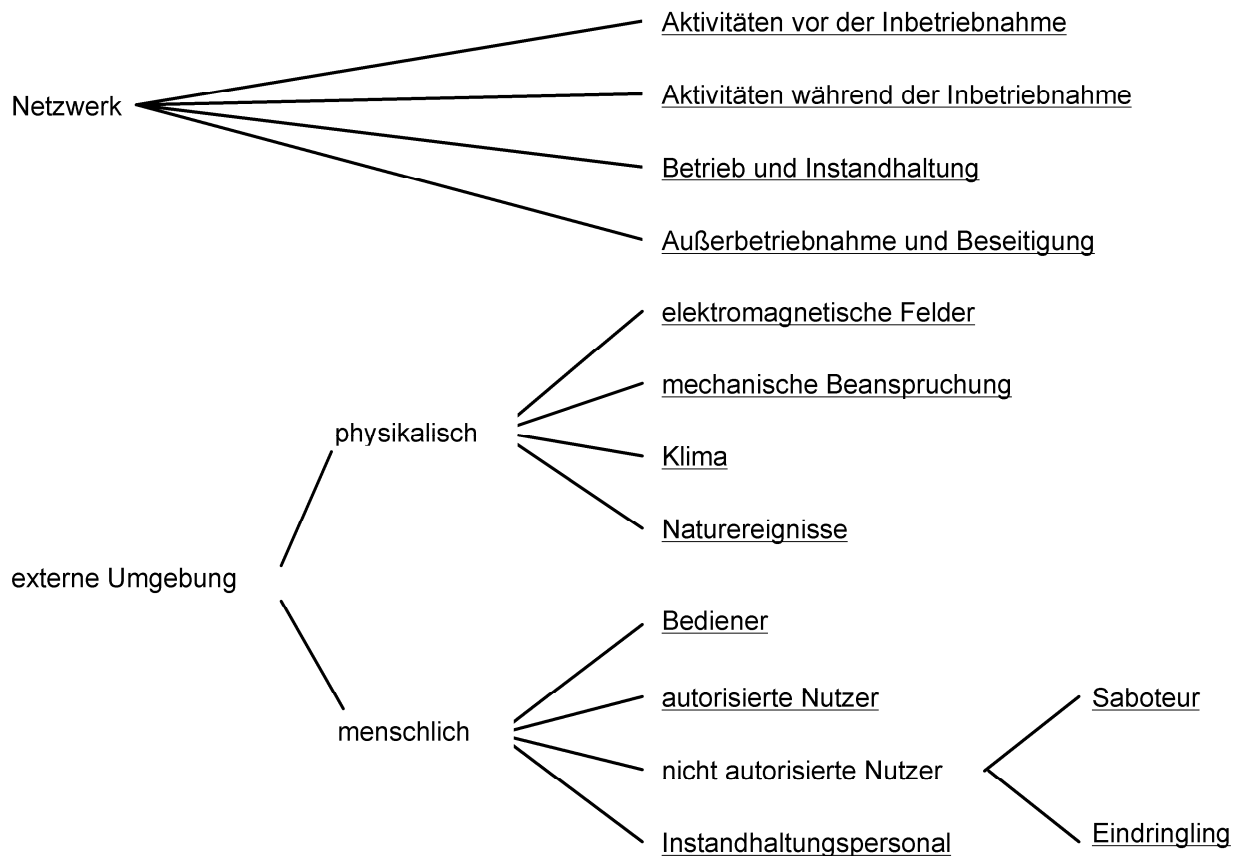 Netzwerk
Aktivitäten vor der Inbetriebnahme
Aktivitäten während der Inbetriebnahme
Betrieb und Instandhaltung
Außerbetriebnahme und Beseitigung
externe Umgebung
physikalisch
elektromagnetische Felder
mechanische Beanspruchung
Klima
Naturereignisse
menschlich
Bediener
autorisierte Nutzer
nicht autorisierte Nutzer
Saboteur
Eindringling
Instandhaltungspersonal